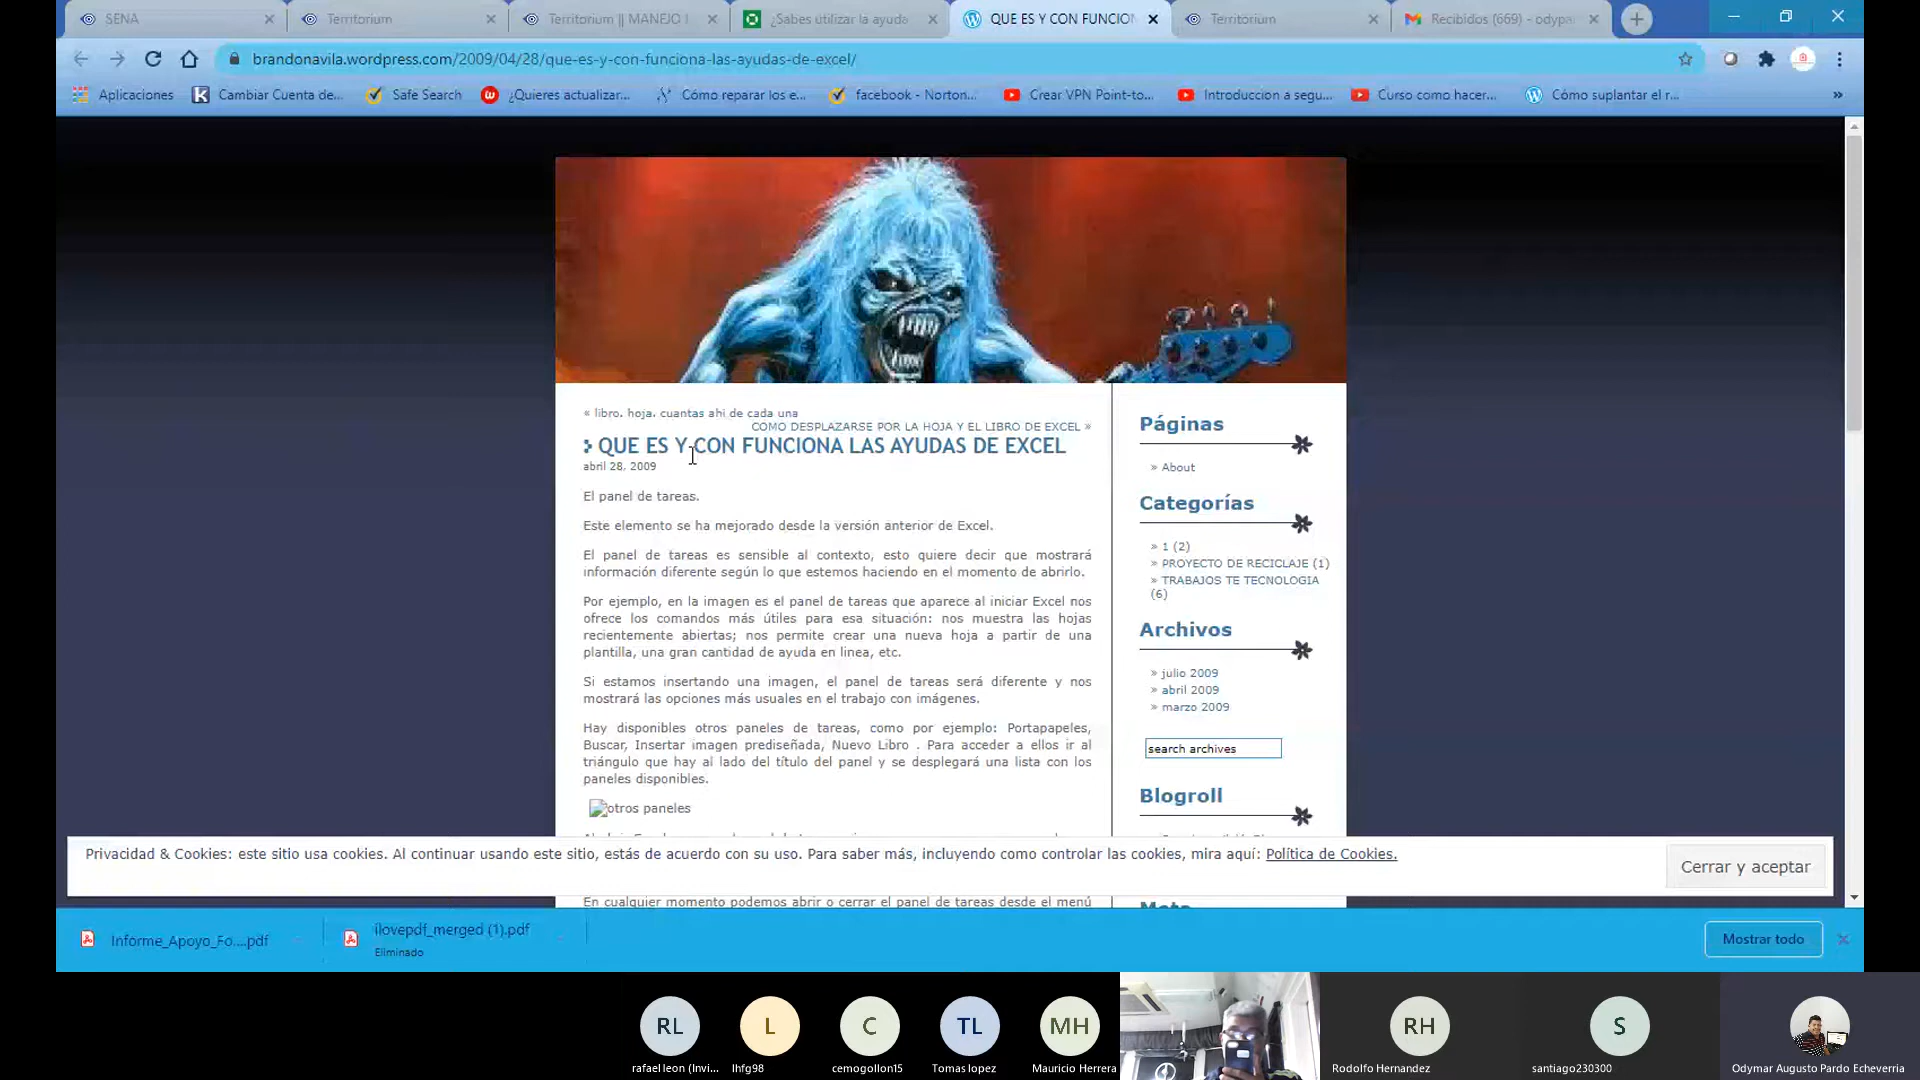 SENA
Territorium
Territorium || MANEJO I
¿Sabes utilizar la ayuda
QUE ES Y CON FUNCION
Territorium
Recibidos (669) - odypa
brandonavila.wordpress.com/2009/04/28/que-es-y-con-funciona-las-ayudas-de-excel/
Aplicaciones
Cambiar Cuenta de...
Safe Search
¿Quieres actualizar...
Cómo reparar los e...
facebook - Norton...
Crear VPN Point-to...
Introduccion a segu...
Curso como hacer...
Cómo suplantar el r...
»
« libro, hoja, cuantas ahi de cada una
COMO DESPLAZARSE POR LA HOJA Y EL LIBRO DE EXCEL »
QUE ES Y CON FUNCIONA LAS AYUDAS DE EXCEL
abril 28, 2009
El panel de tareas.
Este elemento se ha mejorado desde la versión anterior de Excel.
El panel de tareas es sensible al contexto, esto quiere decir que mostrará
información diferente según lo que estemos haciendo en el momento de abrirlo.
Por ejemplo, en la imagen es el panel de tareas que aparece al iniciar Excel nos
ofrece los comandos más útiles para esa situación: nos muestra las hojas
recientemente abiertas; nos permite crear una nueva hoja a partir de una
plantilla, una gran cantidad de ayuda en linea, etc.
Si estamos insertando una imagen, el panel de tareas será diferente y nos
mostrará las opciones más usuales en el trabajo con imágenes.
Hay disponibles otros paneles de tareas, como por ejemplo: Portapapeles,
Buscar, Insertar imagen prediseñada, Nuevo Libro . Para acceder a ellos ir al
triángulo que hay al lado del título del panel y se desplegará una lista con los
paneles disponibles.
otros paneles
En cualquier momento podemos abrir o cerrar el panel de tareas desde el menú
Páginas
» About
Categorías
» 1 (2)
» PROYECTO DE RECICLAJE (1)
» TRABAJOS TE TECNOLOGIA
(6)
Archivos
» julio 2009
» abril 2009
» marzo 2009
search archives
Blogroll
Meta
Privacidad & Cookies: este sitio usa cookies. Al continuar usando este sitio, estás de acuerdo con su uso. Para saber más, incluyendo como controlar las cookies, mira aquí: Política de Cookies.
Cerrar y aceptar
Informe_Apoyo_Fo....pdf
ilovepdf_merged (1).pdf
Eliminado
Mostrar todo
RL
L
C
TL
MH
RH
S
rafael leon (Invi...
lhfg98
cemogollon15
Tomas lopez
Mauricio Herrera
Rodolfo Hernandez
santiago230300
Odymar Augusto Pardo Echeverria